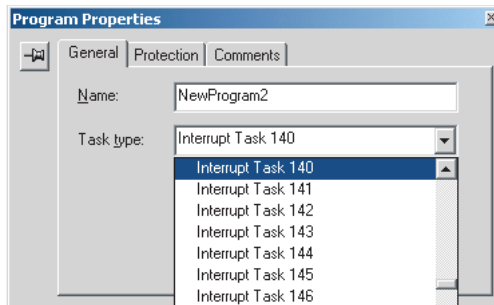 Program Properties
General Protection Comments
Name: NewProgram2
Task type: Interrupt Task 140
Interrupt Task 140
Interrupt Task 141
Interrupt Task 142
Interrupt Task 143
Interrupt Task 144
Interrupt Task 145
Interrupt Task 146